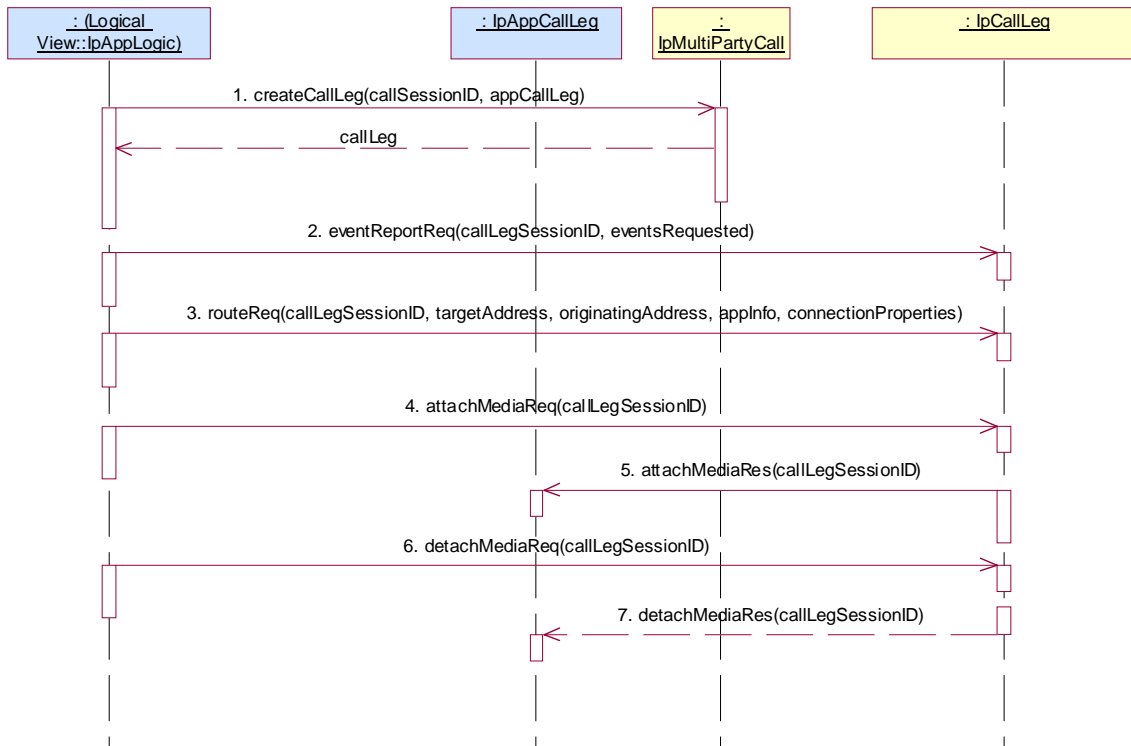 : (Logical
View::IpAppLogic)
: IpAppCallLeg
:
IpMultiPartyCall
: IpCallLeg
1. createCallLeg(callSessionID, appCallLeg)
callLeg
2. eventReportReq(callLegSessionID, eventsRequested)
3. routeReq(callLegSessionID, targetAddress, originatingAddress, appInfo, connectionProperties)
4. attachMediaReq(callLegSessionID)
5. attachMediaRes(callLegSessionID)
6. detachMediaReq(callLegSessionID)
7. detachMediaRes(callLegSessionID)